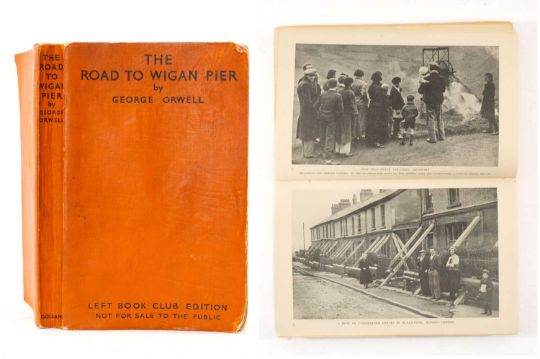 THE
ROAD
TO
WIGAN
PIER
by
GEORGE
ORWELL
THE
ROAD TO WIGAN PIER
by
GEORGE ORWELL
LEFT BOOK CLUB EDITION
NOT FOR SALE TO THE PUBLIC